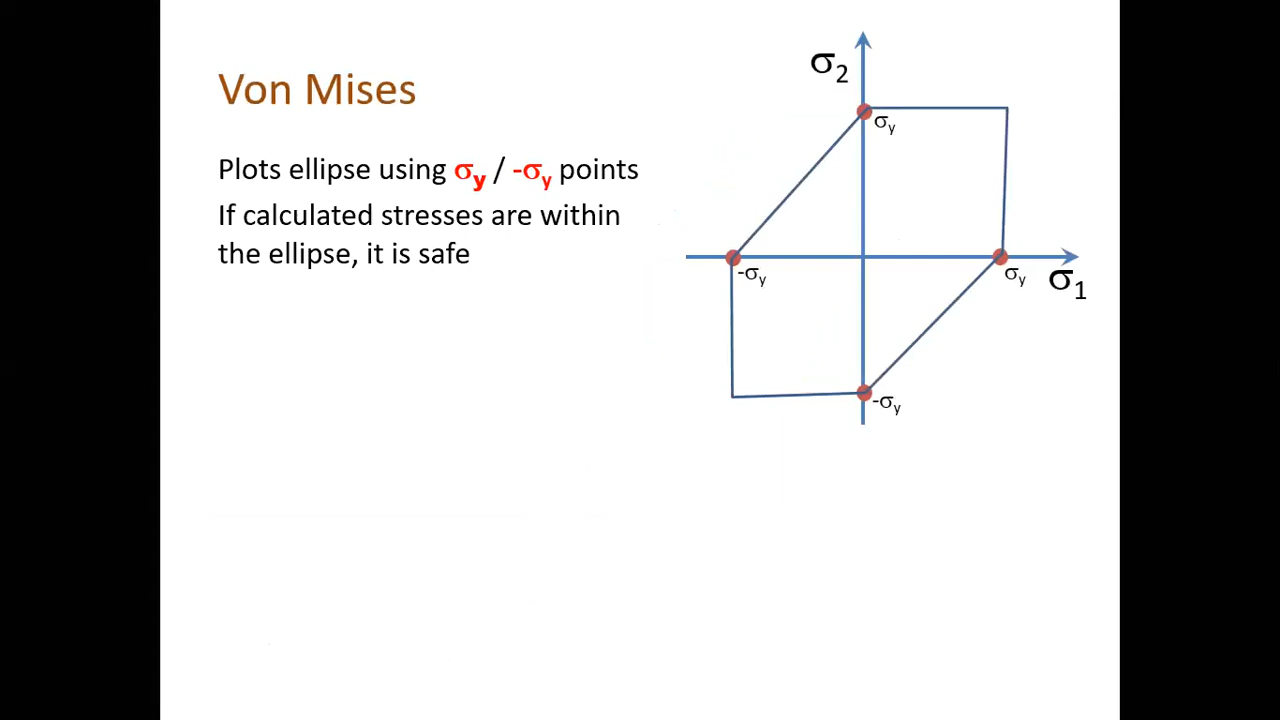 Von Mises
Plots ellipse using σy / -σy points
If calculated stresses are within
the ellipse, it is safe
σ2
σy
-σy
σy
σ1
-σy